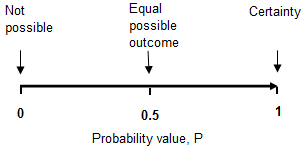 Not
possible
Equal
possible
outcome
Certainty
0
0.5
1
Probability value, P